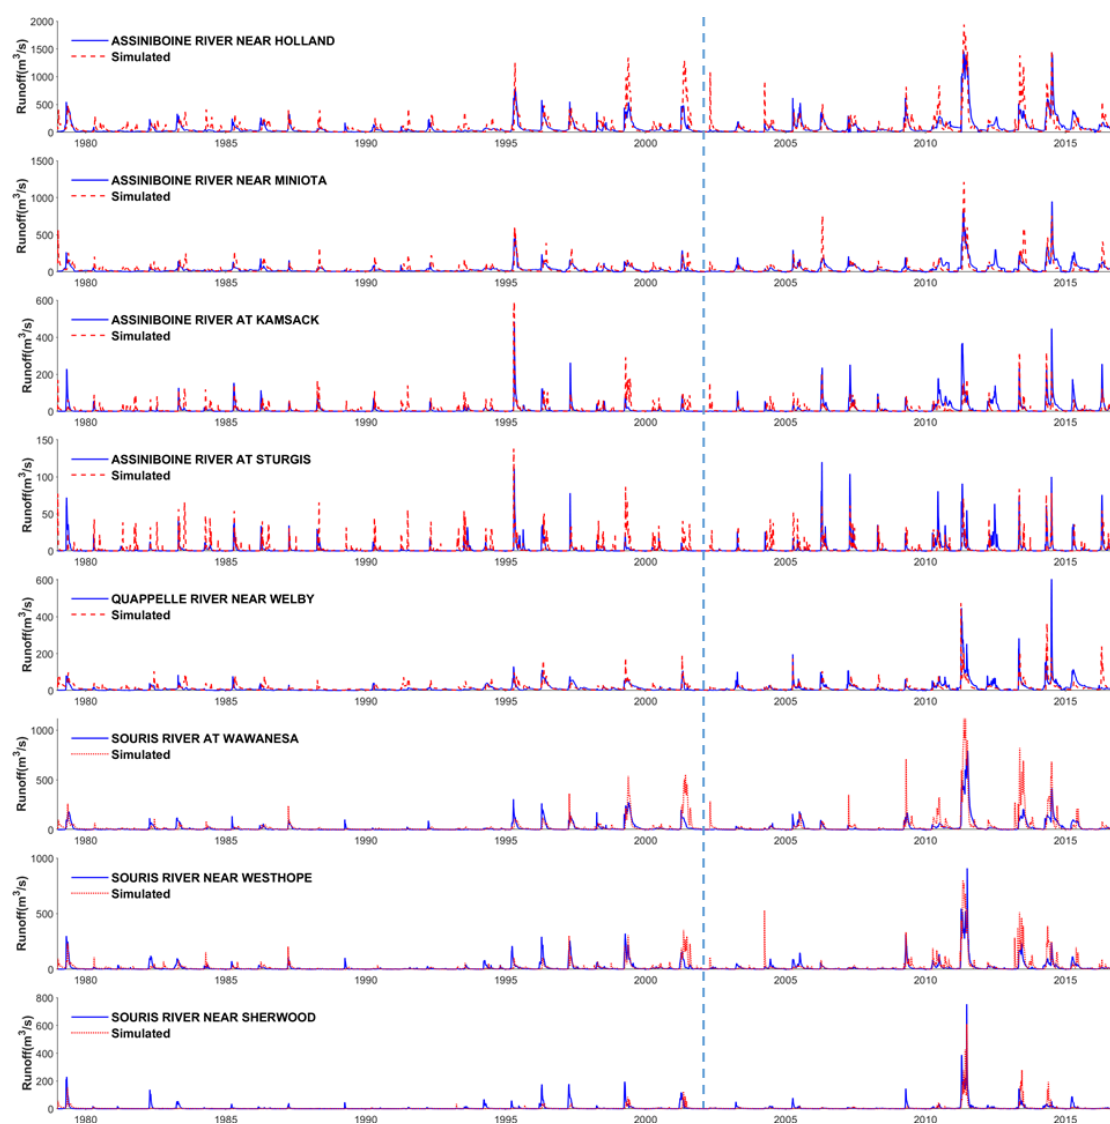 2000
1500
1000
500
0
Runoff(m³/s)
ASSINIBOINE RIVER NEAR HOLLAND
Simulated
1980 1985 1990 1995 2000 2005 2010 2015
1500
1000
500
0
Runoff(m³/s)
ASSINIBOINE RIVER NEAR MINIOTA
Simulated
1980 1985 1990 1995 2000 2005 2010 2015
600
400
200
0
Runoff(m³/s)
ASSINIBOINE RIVER AT KAMSACK
Simulated
1980 1985 1990 1995 2000 2005 2010 2015
150
100
50
0
Runoff(m³/s)
ASSINIBOINE RIVER AT STURGIS
Simulated
1980 1985 1990 1995 2000 2005 2010 2015
600
400
200
0
Runoff(m³/s)
QUAPPELLE RIVER NEAR WELBY
Simulated
1980 1985 1990 1995 2000 2005 2010 2015
1000
500
0
Runoff(m³/s)
SOURIS RIVER AT WAWANESA
Simulated
1980 1985 1990 1995 2000 2005 2010 2015
1000
500
0
Runoff(m³/s)
SOURIS RIVER NEAR WESTHOPE
Simulated
1980 1985 1990 1995 2000 2005 2010 2015
800
600
400
200
0
Runoff(m³/s)
SOURIS RIVER NEAR SHERWOOD
Simulated
1980 1985 1990 1995 2000 2005 2010 2015